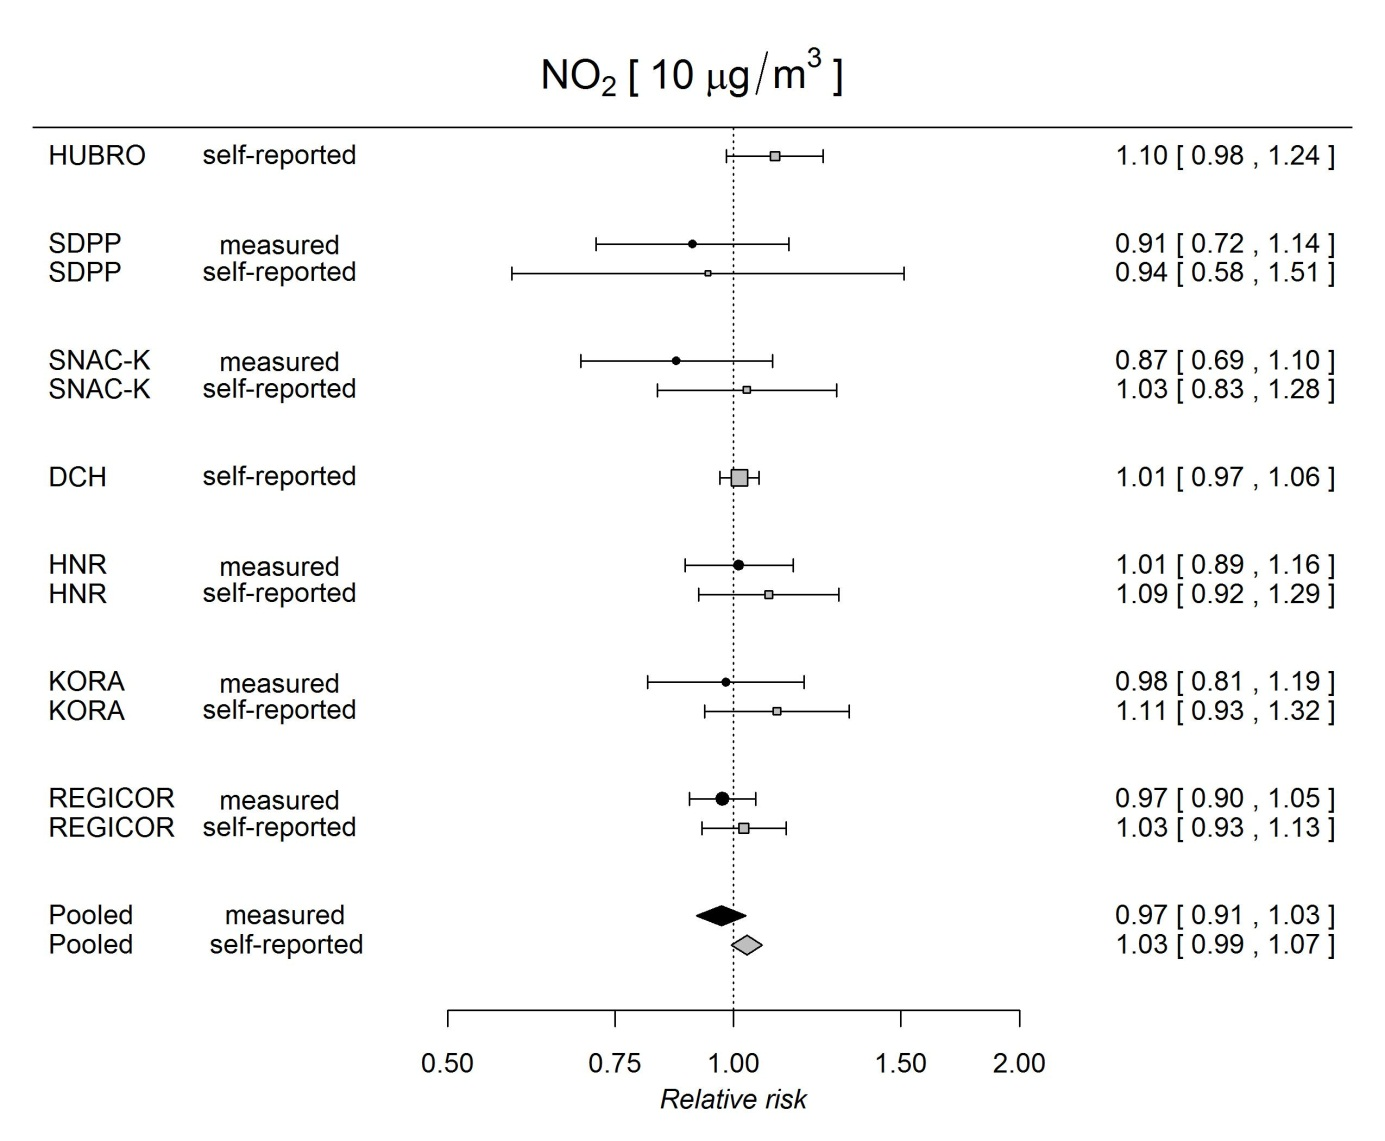 NO₂ [ 10 μg/m³ ]
HUBRO self-reported 1.10 [ 0.98 , 1.24 ]
SDPP measured 0.91 [ 0.72 , 1.14 ]
SDPP self-reported 0.94 [ 0.58 , 1.51 ]
SNAC-K measured 0.87 [ 0.69 , 1.10 ]
SNAC-K self-reported 1.03 [ 0.83 , 1.28 ]
DCH self-reported 1.01 [ 0.97 , 1.06 ]
HNR measured 1.01 [ 0.89 , 1.16 ]
HNR self-reported 1.09 [ 0.92 , 1.29 ]
KORA measured 0.98 [ 0.81 , 1.19 ]
KORA self-reported 1.11 [ 0.93 , 1.32 ]
REGICOR measured 0.97 [ 0.90 , 1.05 ]
REGICOR self-reported 1.03 [ 0.93 , 1.13 ]
Pooled measured 0.97 [ 0.91 , 1.03 ]
Pooled self-reported 1.03 [ 0.99 , 1.07 ]
0.50 0.75 1.00 1.50 2.00
Relative risk